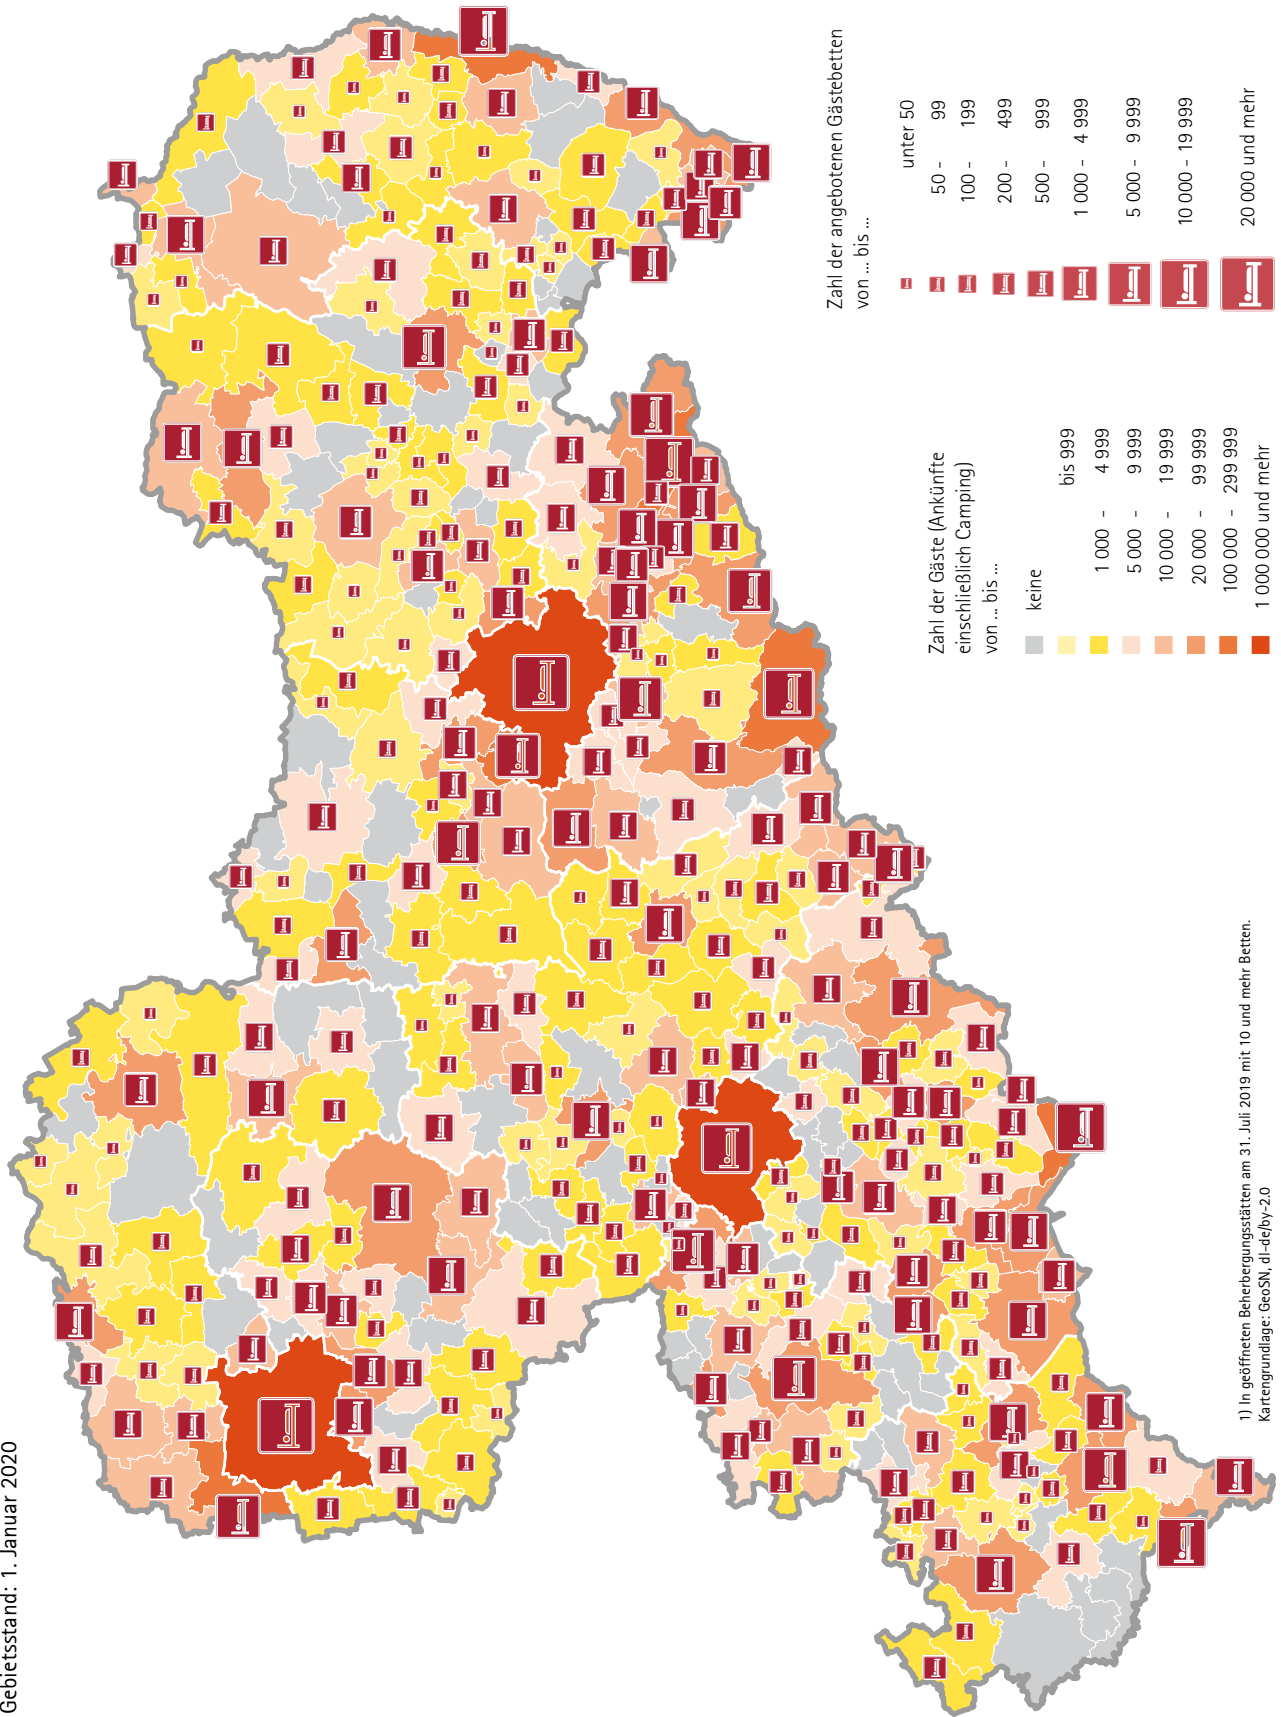 Gebietsstand: 1. Januar 2020
Zahl der angebotenen Gästebetten
von ... bis ...
unter 50
50 - 99
100 - 199
200 - 499
500 - 999
1 000 - 4 999
5 000 - 9 999
10 000 - 19 999
20 000 und mehr
Zahl der Gäste (Ankünfte
einschließlich Camping)
von ... bis ...
keine
bis 999
1 000 - 4 999
5 000 - 9 999
10 000 - 19 999
20 000 - 99 999
100 000 - 299 999
1 000 000 und mehr
1) In geöffneten Beherbergungsstätten am 31. Juli 2019 mit 10 und mehr Betten.
Kartengrundlage: GeoSN, dl-de/by-2.0